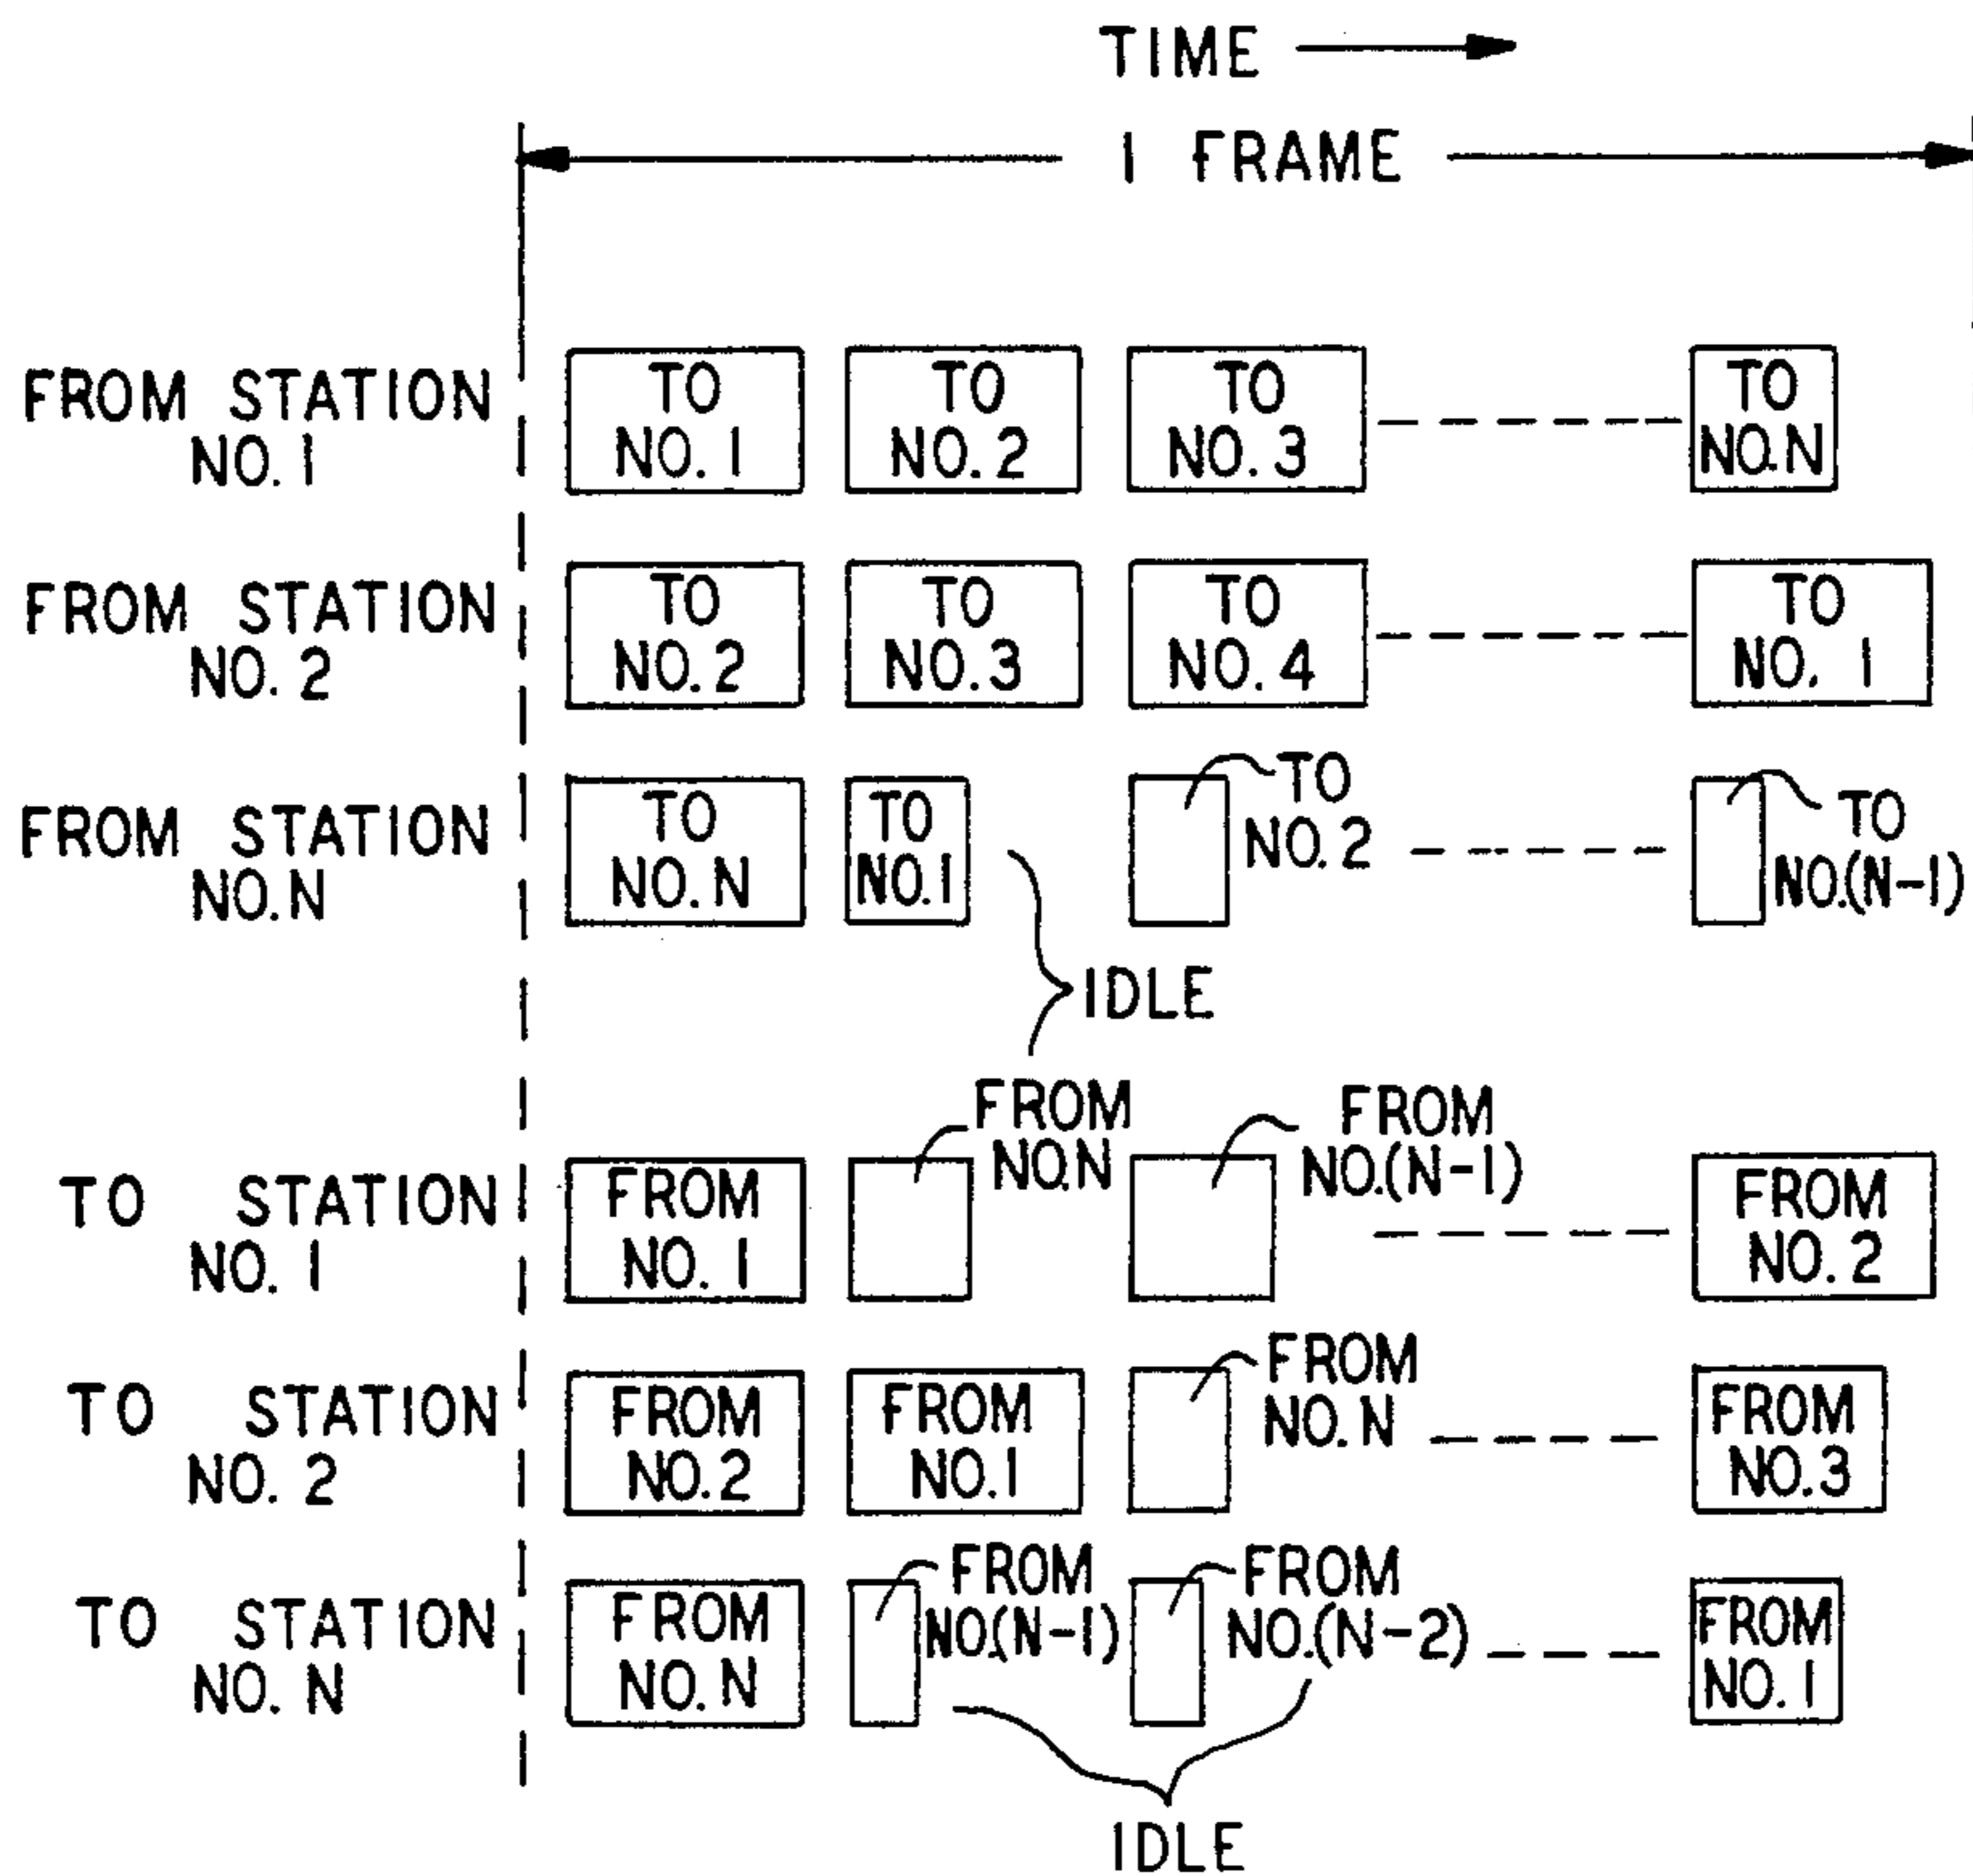 TIME
1 FRAME
FROM STATION
NO. 1
TO
NO. 1
TO
NO. 2
TO
NO. 3
TO
NO. N
FROM STATION
NO. 2
TO
NO. 2
TO
NO. 3
TO
NO. 4
TO
NO. 1
FROM STATION
NO. N
TO
NO. N
TO
NO. 1
TO
NO. 2
TO
NO. (N-1)
IDLE
TO STATION
NO. 1
FROM
NO. 1
FROM
NO. N
FROM
NO. (N-1)
FROM
NO. 2
TO STATION
NO. 2
FROM
NO. 2
FROM
NO. 1
FROM
NO. N
FROM
NO. 3
TO STATION
NO. N
FROM
NO. N
FROM
NO. (N-1)
FROM
NO. (N-2)
FROM
NO. 1
IDLE